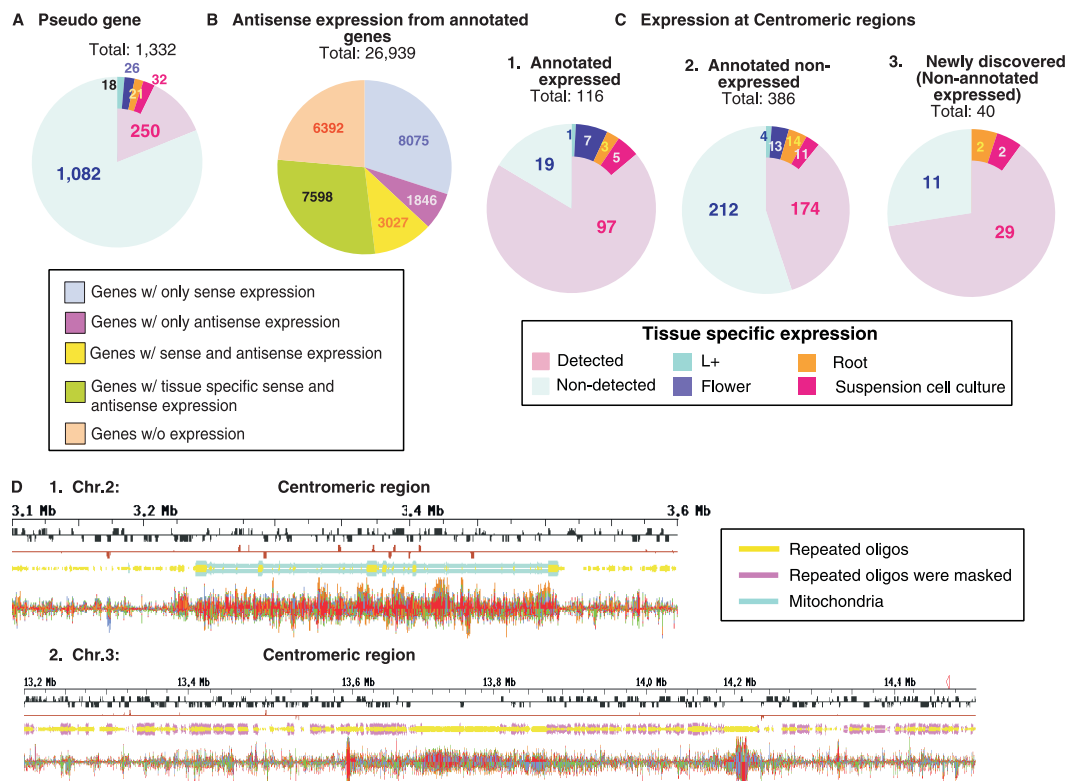 A Pseudo gene
Total: 1,332
18
26
21
32
250
1,082
B Antisense expression from annotated
genes
Total: 26,939
6392
8075
7598
1846
3027
Genes w/ only sense expression
Genes w/ only antisense expression
Genes w/ sense and antisense expression
Genes w/ tissue specific sense and
antisense expression
Genes w/o expression
C Expression at Centromeric regions
1. Annotated
expressed
Total: 116
1
7
3
5
19
97
2. Annotated non-
expressed
Total: 386
4
13
14
11
212
174
3. Newly discovered
(Non-annotated
expressed)
Total: 40
2
2
11
29
Tissue specific expression
Detected
L+
Root
Non-detected
Flower
Suspension cell culture
D 1. Chr.2: Centromeric region
3.1 Mb 3.2 Mb 3.4 Mb 3.6 Mb
Repeated oligos
Repeated oligos were masked
Mitochondria
2. Chr.3: Centromeric region
13,2 Mb 13,4 Mb 13,6 Mb 13,8 Mb 14,0 Mb 14,2 Mb 14,4 Mb